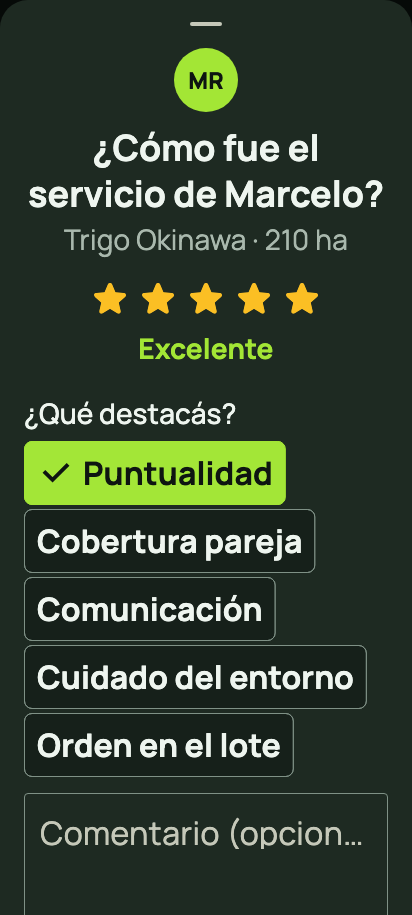 MR
¿Cómo fue el
servicio de Marcelo?
Trigo Okinawa · 210 ha
Excelente
¿Qué destacás?
Puntualidad
Cobertura pareja
Comunicación
Cuidado del entorno
Orden en el lote
Comentario (opcion...